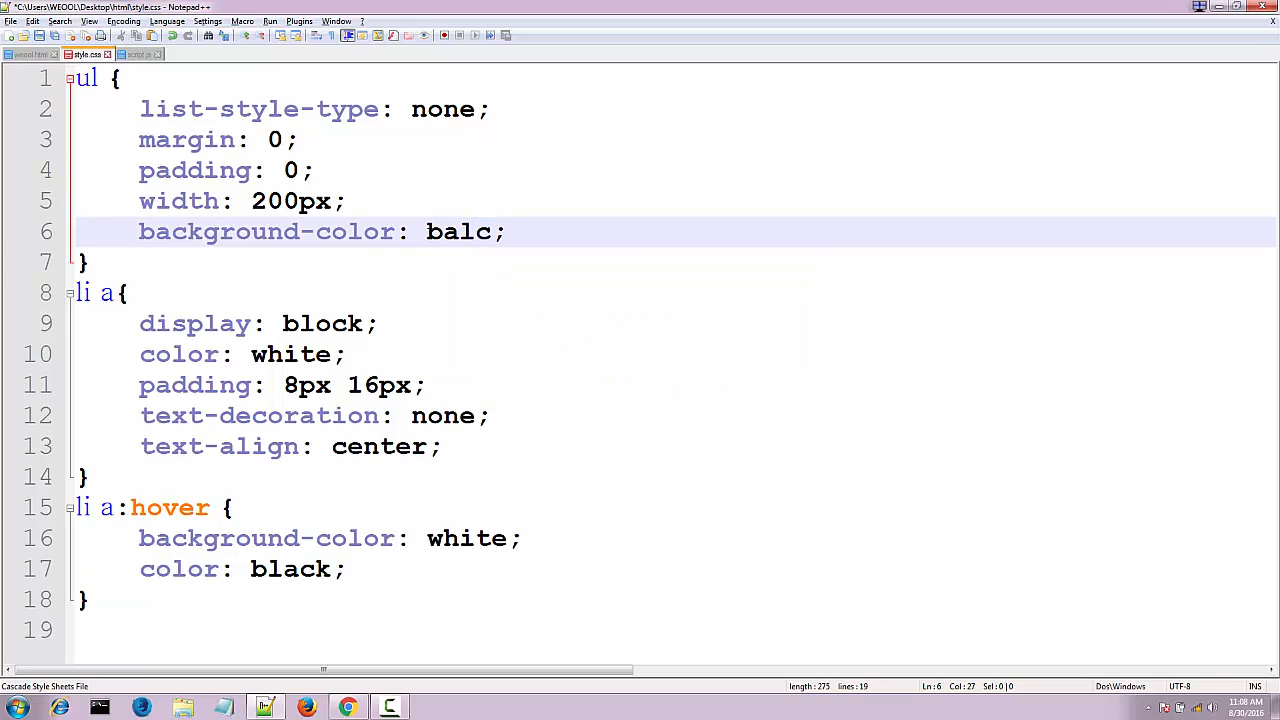 *C:\Users\WEOOL\Desktop\html\style.css - Notepad++
File Edit Search View Encoding Language Settings Macro Run Plugins Window ?
weool.html style.css script.js
1 ul {
2 list-style-type: none;
3 margin: 0;
4 padding: 0;
5 width: 200px;
6 background-color: balc;
7 }
8 li a{
9 display: block;
10 color: white;
11 padding: 8px 16px;
12 text-decoration: none;
13 text-align: center;
14 }
15 li a:hover {
16 background-color: white;
17 color: black;
18 }
19
Cascade Style Sheets File length : 275 lines : 19 Ln : 6 Col : 27 Sel : 0 | 0 Dos\Windows UTF-8 INS
11:08 AM
8/30/2016